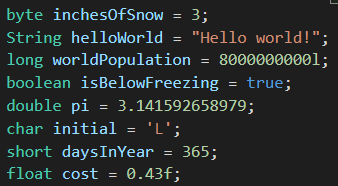 byte inchesOfSnow = 3;
String helloWorld = "Hello world!";
long worldPopulation = 8000000000l;
boolean isBelowFreezing = true;
double pi = 3.141592658979;
char initial = 'L';
short daysInYear = 365;
float cost = 0.43f;